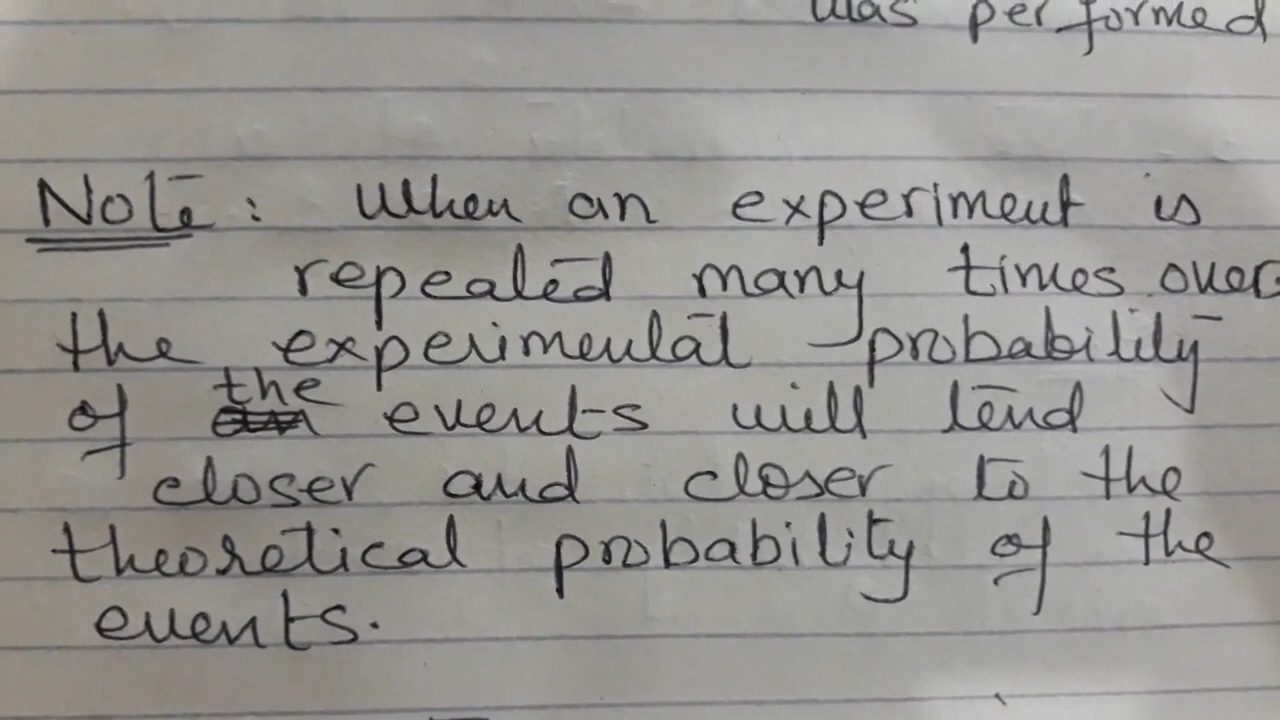 was performed
Note: When an experiment is
repeated many times over
the experimental probability
of the events will tend
closer and closer to the
theoretical probability of the
events.